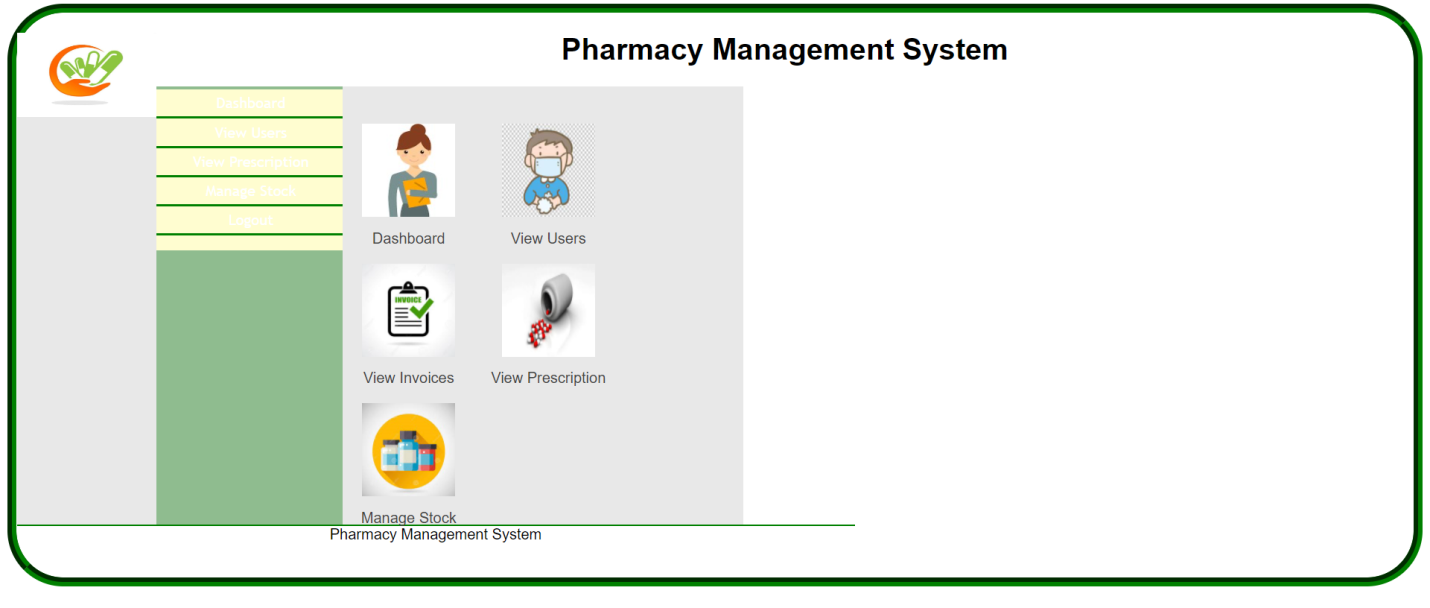 Pharmacy Management System
Dashboard
View Users
View Prescription
Manage Stock
Logout
Dashboard
View Users
INVOICE
View Invoices
View Prescription
Manage Stock
Pharmacy Management System